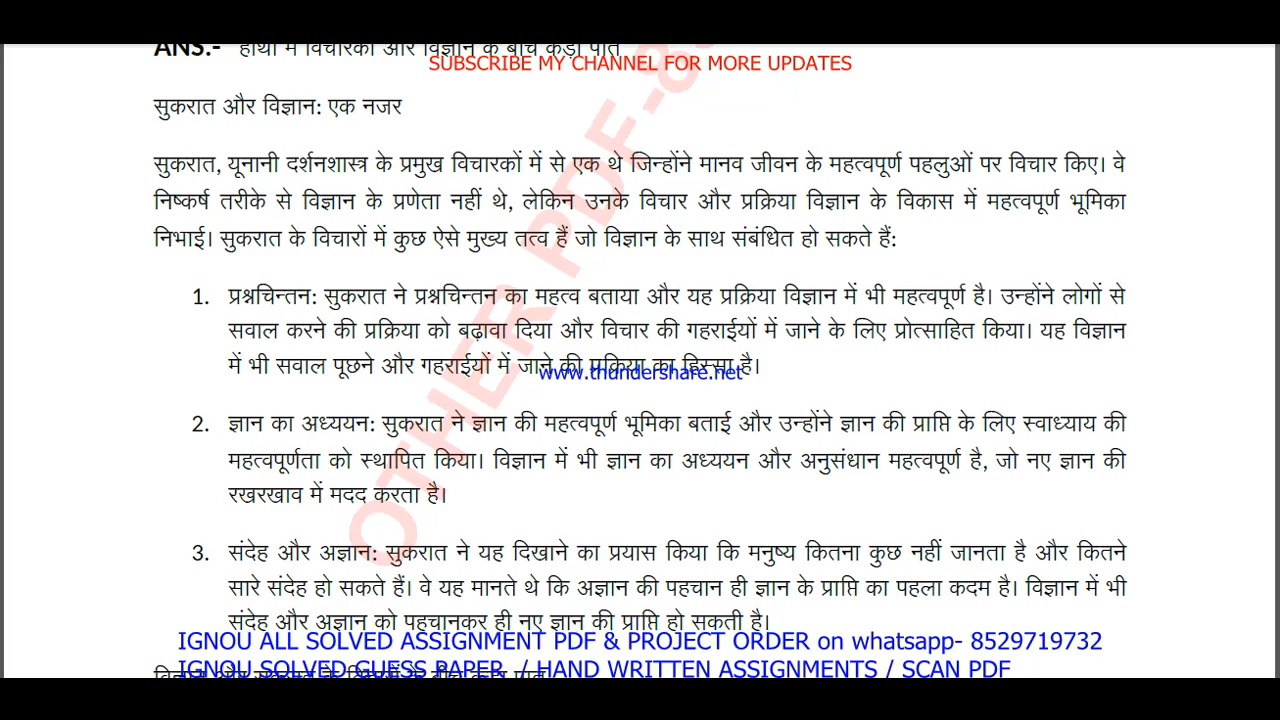 ANS.- हाथी में विचारकों और विज्ञान के बीच कड़ी पात
SUBSCRIBE MY CHANNEL FOR MORE UPDATES
सुकरात और विज्ञान: एक नजर
सुकरात, यूनानी दर्शनशास्त्र के प्रमुख विचारकों में से एक थे जिन्होंने मानव जीवन के महत्वपूर्ण पहलुओं पर विचार किए। वे
निष्कर्ष तरीके से विज्ञान के प्रणेता नहीं थे, लेकिन उनके विचार और प्रक्रिया विज्ञान के विकास में महत्वपूर्ण भूमिका
निभाई। सुकरात के विचारों में कुछ ऐसे मुख्य तत्व हैं जो विज्ञान के साथ संबंधित हो सकते हैं:
1. प्रश्नचिन्तन: सुकरात ने प्रश्नचिन्तन का महत्व बताया और यह प्रक्रिया विज्ञान में भी महत्वपूर्ण है। उन्होंने लोगों से
सवाल करने की प्रक्रिया को बढ़ावा दिया और विचार की गहराईयों में जाने के लिए प्रोत्साहित किया। यह विज्ञान
में भी सवाल पूछने और गहराईयों में जाने की प्रक्रिया का हिस्सा है।
www.thundershare.net
2. ज्ञान का अध्ययन: सुकरात ने ज्ञान की महत्वपूर्ण भूमिका बताई और उन्होंने ज्ञान की प्राप्ति के लिए स्वाध्याय की
महत्वपूर्णता को स्थापित किया। विज्ञान में भी ज्ञान का अध्ययन और अनुसंधान महत्वपूर्ण है, जो नए ज्ञान की
रखरखाव में मदद करता है।
3. संदेह और अज्ञान: सुकरात ने यह दिखाने का प्रयास किया कि मनुष्य कितना कुछ नहीं जानता है और कितने
सारे संदेह हो सकते हैं। वे यह मानते थे कि अज्ञान की पहचान ही ज्ञान के प्राप्ति का पहला कदम है। विज्ञान में भी
संदेह और अज्ञान को पहचानकर ही नए ज्ञान की प्राप्ति हो सकती है।
IGNOU ALL SOLVED ASSIGNMENT PDF & PROJECT ORDER on whatsapp- 8529719732
IGNOU SOLVED GUESS PAPER / HAND WRITTEN ASSIGNMENTS / SCAN PDF
OTHER PDF-8